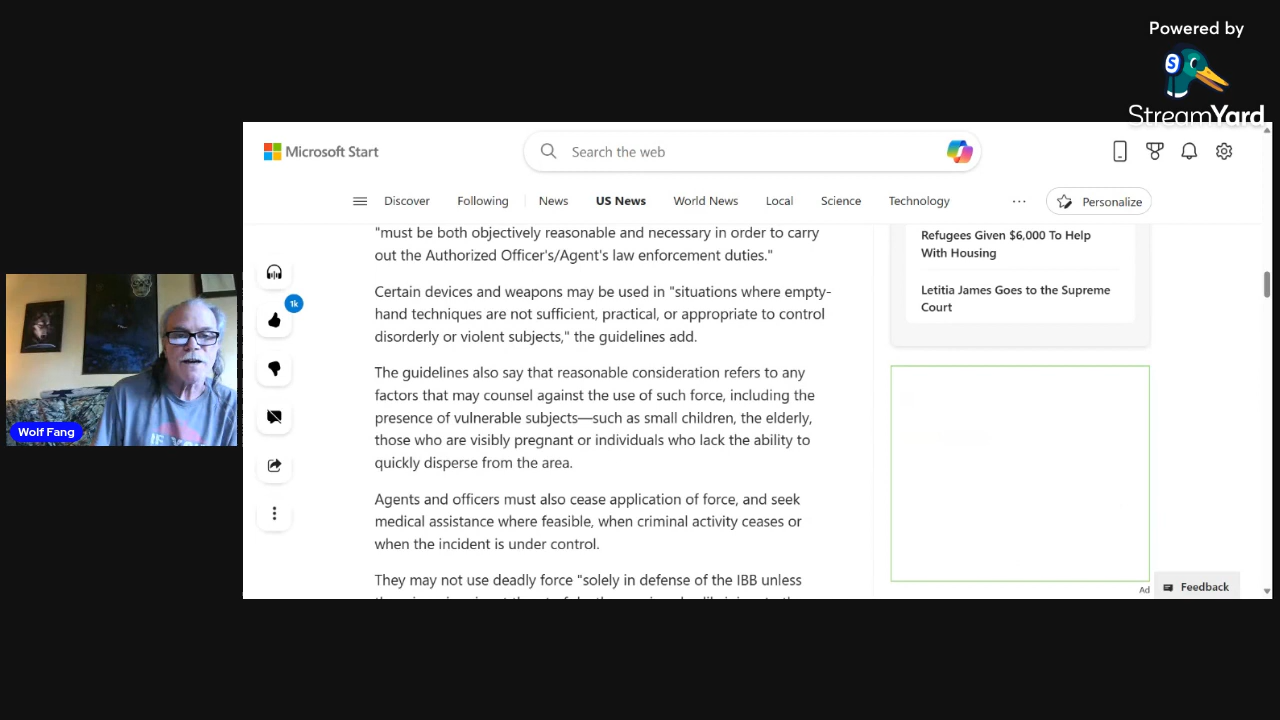 Powered by
StreamYard
Microsoft Start
Search the web
Discover
Following
News
US News
World News
Local
Science
Technology
Personalize
"must be both objectively reasonable and necessary in order to carry
out the Authorized Officer's/Agent's law enforcement duties."
Certain devices and weapons may be used in "situations where empty-
hand techniques are not sufficient, practical, or appropriate to control
disorderly or violent subjects," the guidelines add.
The guidelines also say that reasonable consideration refers to any
factors that may counsel against the use of such force, including the
presence of vulnerable subjects—such as small children, the elderly,
those who are visibly pregnant or individuals who lack the ability to
quickly disperse from the area.
Agents and officers must also cease application of force, and seek
medical assistance where feasible, when criminal activity ceases or
when the incident is under control.
They may not use deadly force "solely in defense of the IBB unless
1k
Refugees Given $6,000 To Help
With Housing
Letitia James Goes to the Supreme
Court
Ad
Feedback
Wolf Fang